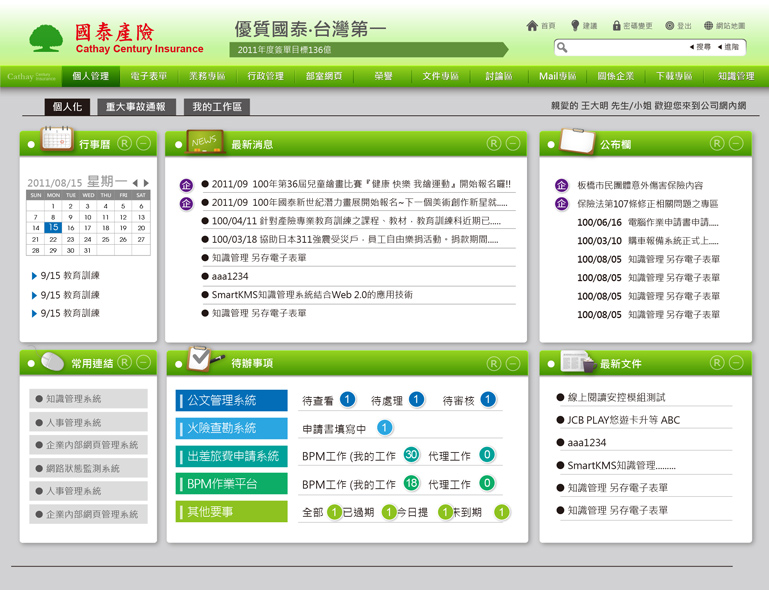 國泰產險
Cathay Century Insurance
優質國泰‧台灣第一
2011年度簽單目標136億
首頁 建議 密碼變更 登出 網站地圖
搜尋 進階
Cathay Century Insurance 個人管理 電子表單 業務專區 行政管理 部室網頁 榮譽 文件專區 討論區 Mail專區 關係企業 下載專區 知識管理
個人化 重大事故通報 我的工作區
親愛的 王大明 先生/小姐 歡迎您來到公司網內網
行事曆 R
2011/08/15 星期一
SUN MON TUE WED THU FRI SAT
1 2 3 4 5 6
7 8 9 10 11 12 13
14 15 16 17 18 19 20
21 22 23 24 25 26 27
28 29 30 31
9/15 教育訓練
9/15 教育訓練
9/15 教育訓練
NEWS 最新消息 R
企 2011/09 100年第36屆兒童繪畫比賽『健康 快樂 我繪運動』開始報名囉!!
企 2011/09 100年國泰新世紀潛力畫展開始報名~下一個美術創作新星就.....
100/04/11 針對產險專業教育訓練之課程、教材，教育訓練科近期已.....
100/03/18 協助日本311強震受災戶，員工自由樂捐活動。捐款期間.....
知識管理 另存電子表單
aaa1234
SmartKMS知識管理系統結合Web 2.0的應用技術
知識管理 另存電子表單
公布欄 R
企 板橋市民團體意外傷害保險內容
企 保險法第107條修正相關問題之專區
100/06/16 電腦作業申請書申請.....
100/03/10 購車報備系統正式上.....
100/08/05 知識管理 另存電子表單
100/08/05 知識管理 另存電子表單
100/08/05 知識管理 另存電子表單
100/08/05 知識管理 另存電子表單
常用連結 R
知識管理系統
人事管理系統
企業內部網頁管理系統
網路狀態監測系統
人事管理系統
企業內部網頁管理系統
待辦事項 R
公文管理系統 待查看 1 待處理 1 待審核 1
火險查勘系統 申請書填寫中 1
出差旅費申請系統 BPM工作 (我的工作 30 代理工作 0
BPM作業平台 BPM工作 (我的工作 18 代理工作 0
其他要事 全部 1 已過期 1 今日提 1 未到期 1
最新文件 R
線上閱讀安控模組測試
JCB PLAY悠遊卡升等 ABC
aaa1234
SmartKMS知識管理.........
知識管理 另存電子表單
知識管理 另存電子表單